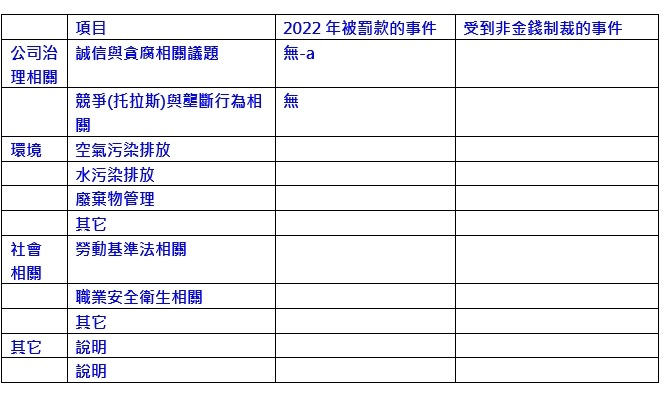 項目 2022 年被罰款的事件 受到非金錢制裁的事件
公司治 誠信與貪腐相關議題 無-a
理相關
競爭(托拉斯)與壟斷行為相 無
關
環境 空氣污染排放
水污染排放
廢棄物管理
其它
社會 勞動基準法相關
相關
職業安全衛生相關
其它
其它 說明
說明